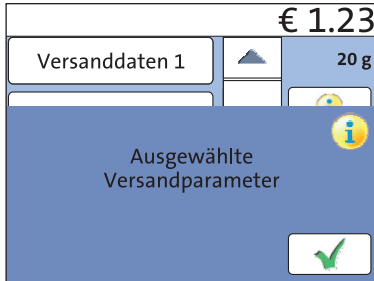 € 1.23
Versanddaten 1
20 g
Ausgewählte
Versandparameter